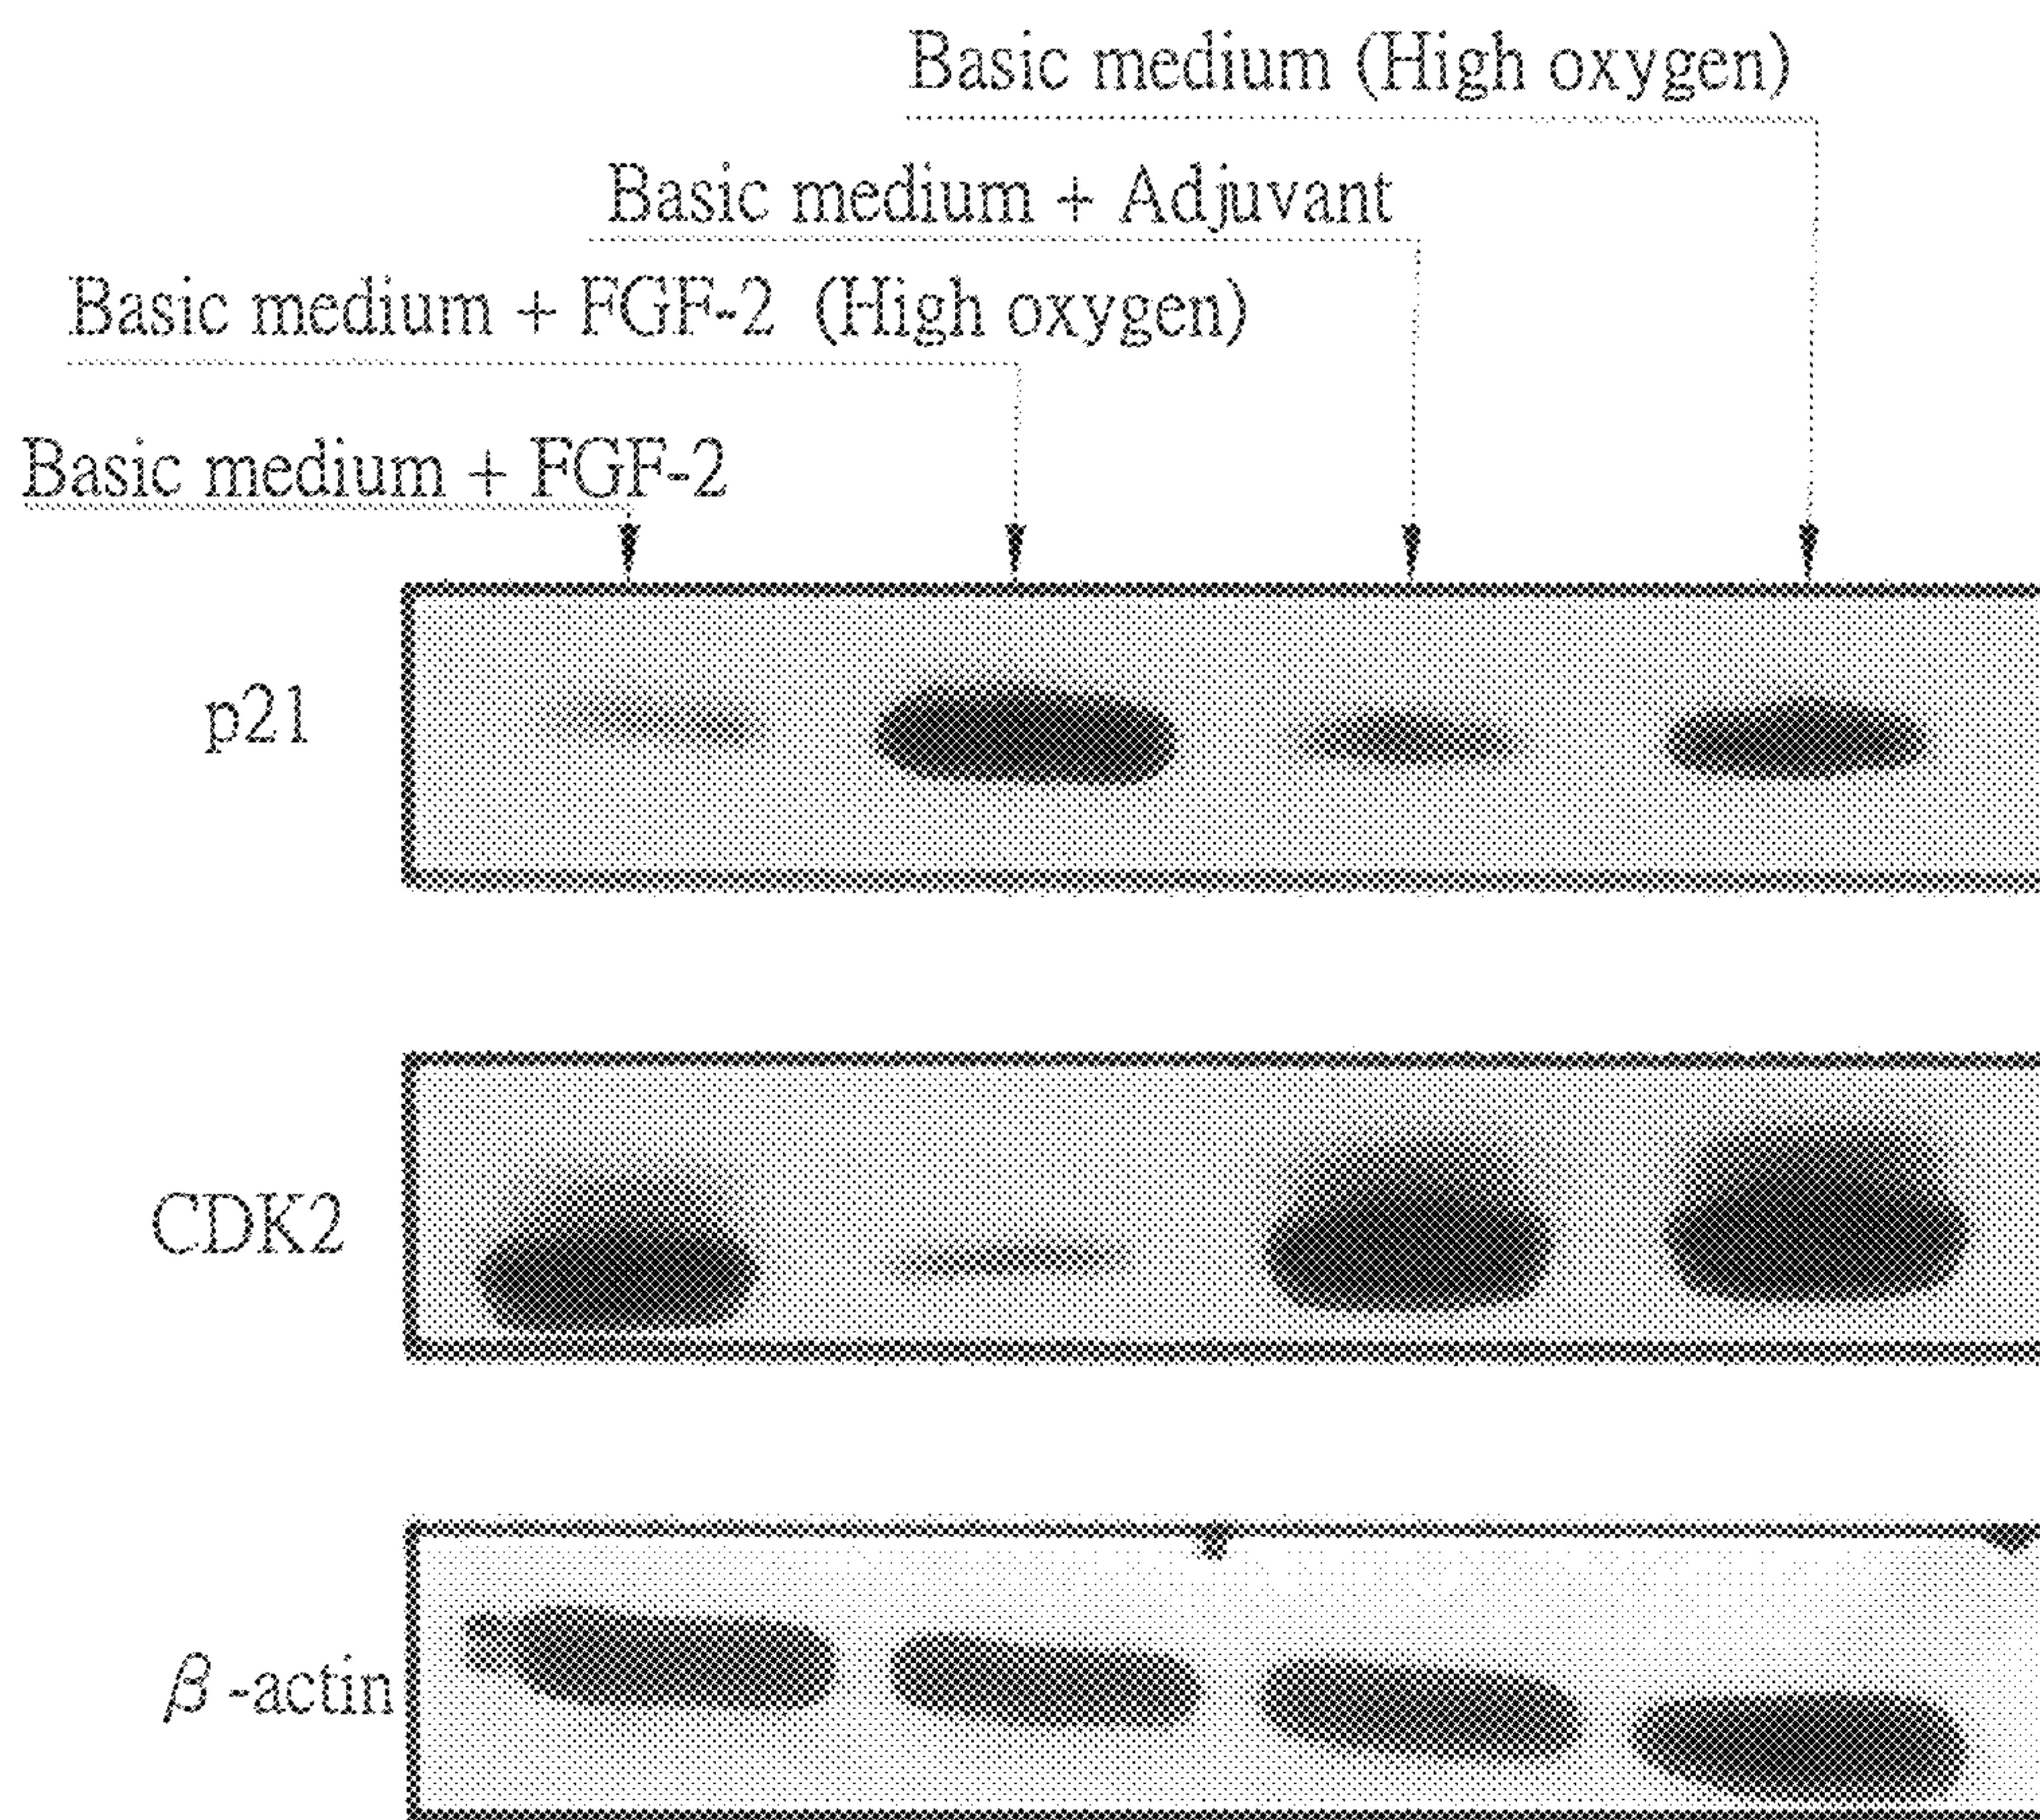 Basic medium (High oxygen)
Basic medium + Adjuvant
Basic medium + FGF-2 (High oxygen)
Basic medium + FGF-2
p21
CDK2
β-actin